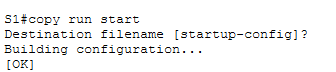 S1#copy run start
Destination filename [startup-config]?
Building configuration...
[OK]